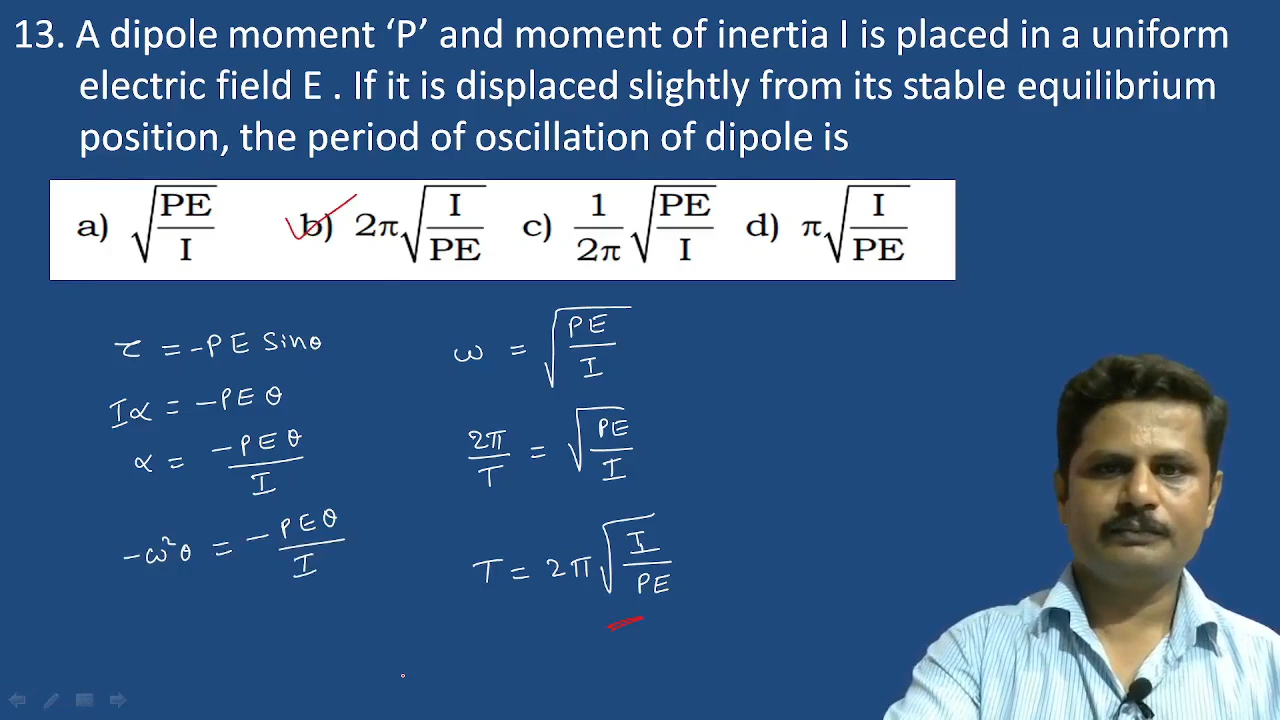 13. A dipole moment ‘P’ and moment of inertia I is placed in a uniform
electric field E . If it is displaced slightly from its stable equilibrium
position, the period of oscillation of dipole is
a) √(PE/I) b) 2π√(I/PE) c) 1/2π √(PE/I) d) π√(I/PE)
τ = -PE Sinθ
Iα = -PE θ
α = -PEθ/I
-ω²θ = -PEθ/I
ω = √(PE/I)
2π/T = √(PE/I)
T = 2π√(I/PE)